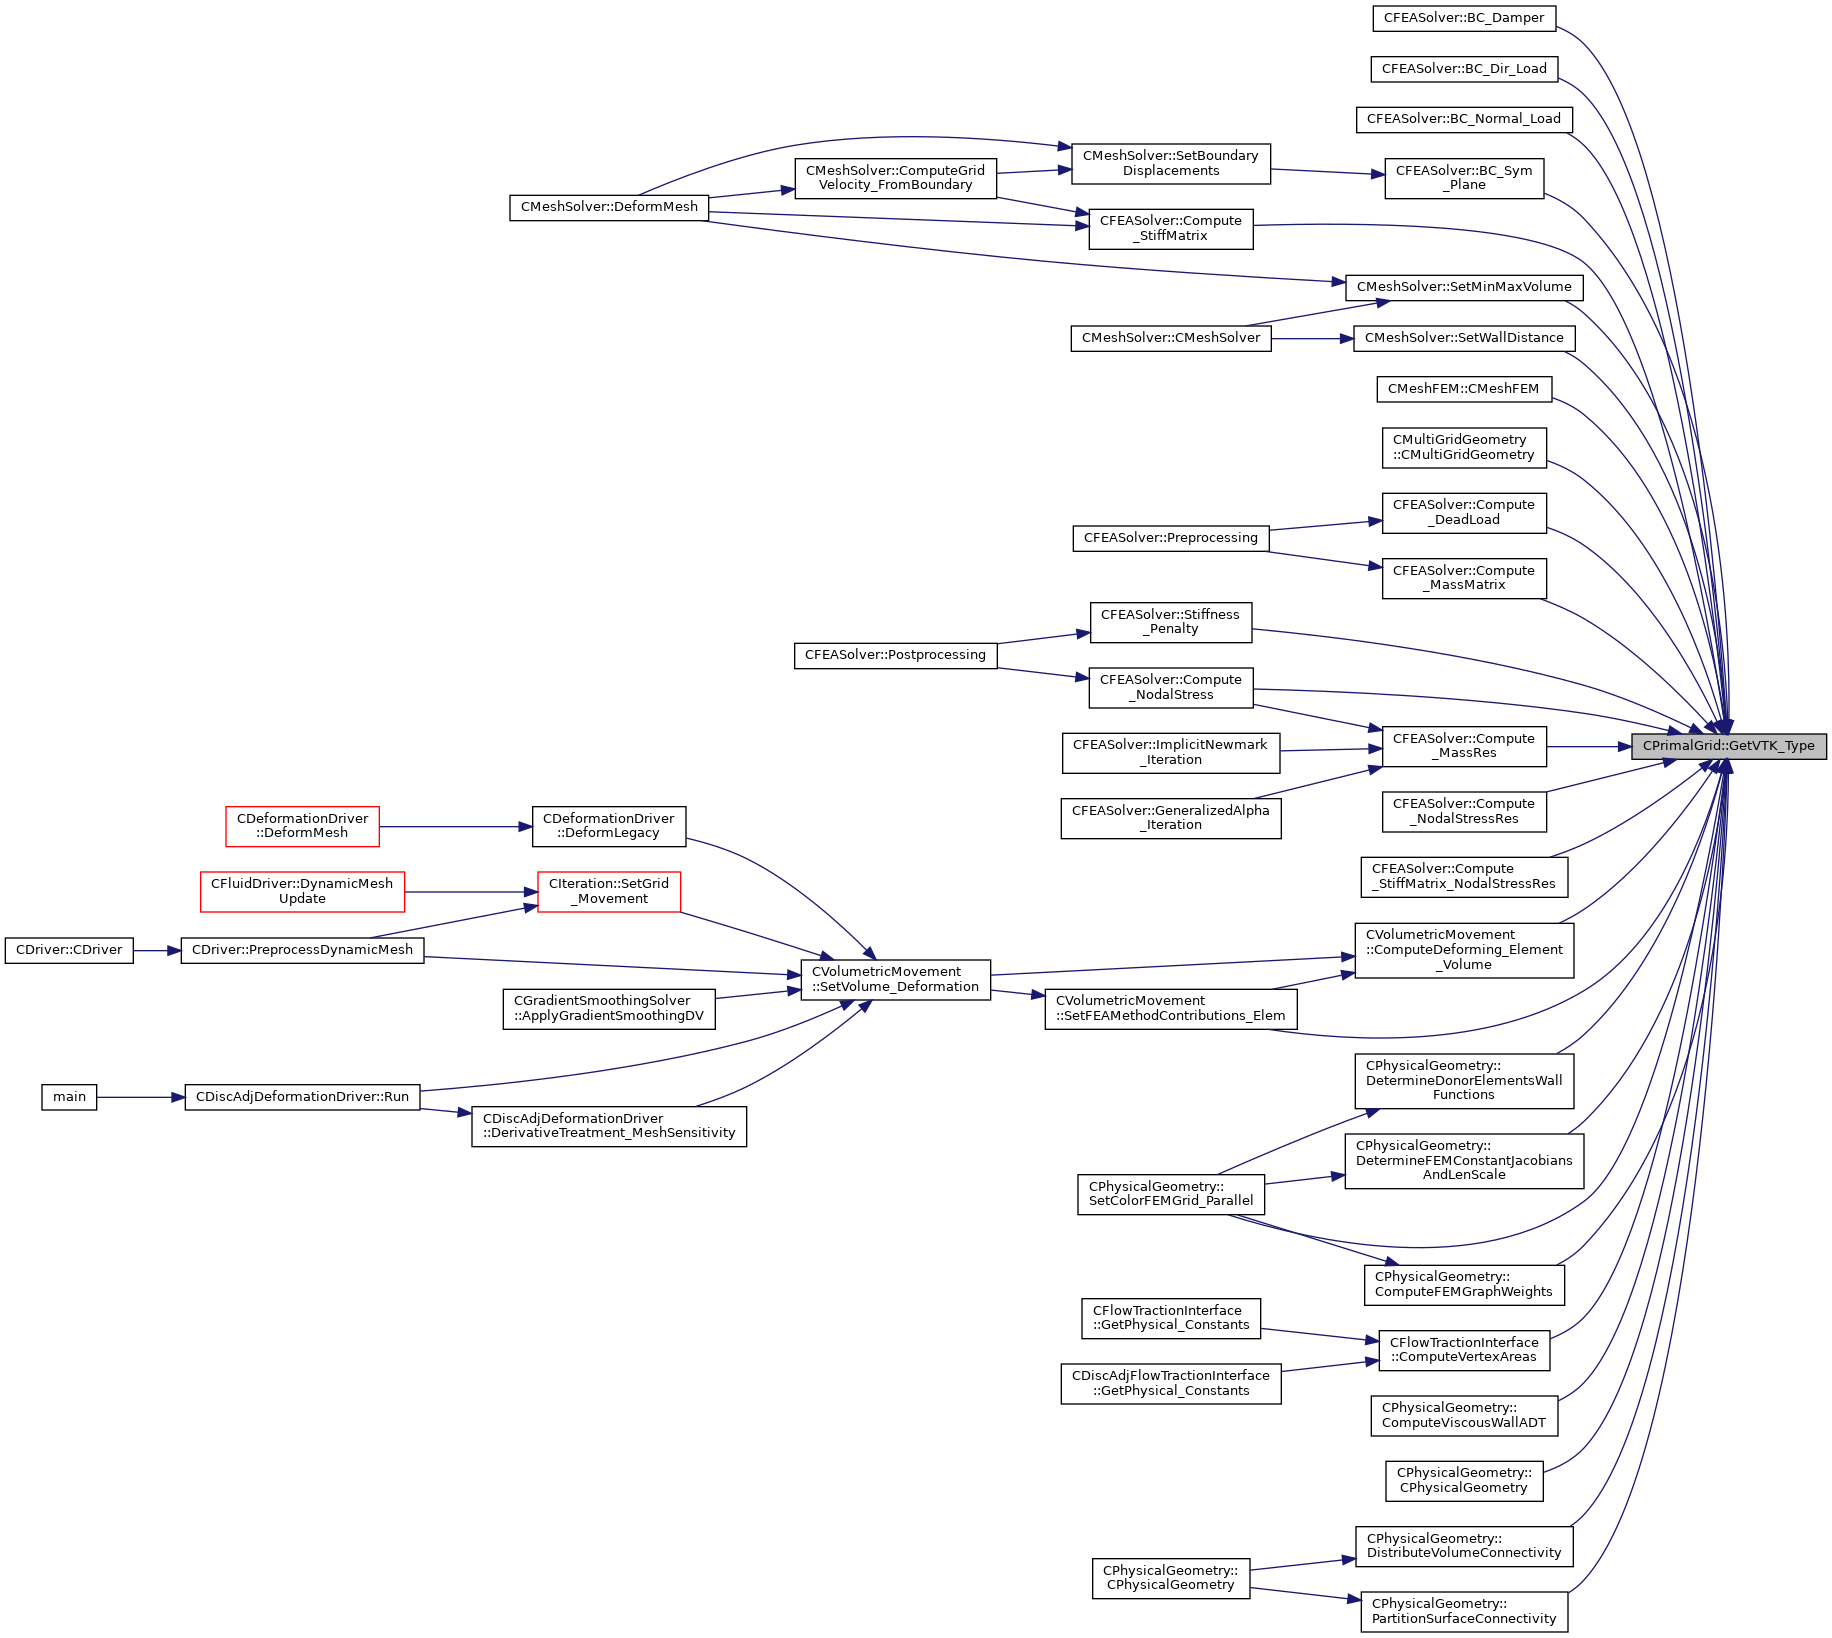 CFEASolver::BC_Damper
CFEASolver::BC_Dir_Load
CFEASolver::BC_Normal_Load
CMeshSolver::SetBoundary
Displacements
CMeshSolver::ComputeGrid
Velocity_FromBoundary
CFEASolver::BC_Sym
_Plane
CMeshSolver::DeformMesh
CFEASolver::Compute
_StiffMatrix
CMeshSolver::SetMinMaxVolume
CMeshSolver::CMeshSolver
CMeshSolver::SetWallDistance
CMeshFEM::CMeshFEM
CMultiGridGeometry
::CMultiGridGeometry
CFEASolver::Compute
_DeadLoad
CFEASolver::Preprocessing
CFEASolver::Compute
_MassMatrix
CFEASolver::Stiffness
_Penalty
CFEASolver::Postprocessing
CFEASolver::Compute
_NodalStress
CFEASolver::Compute
_MassRes
CPrimalGrid::GetVTK_Type
CFEASolver::ImplicitNewmark
_Iteration
CFEASolver::GeneralizedAlpha
_Iteration
CFEASolver::Compute
_NodalStressRes
CDeformationDriver
::DeformMesh
CDeformationDriver
::DeformLegacy
CFEASolver::Compute
_StiffMatrix_NodalStressRes
CFluidDriver::DynamicMesh
Update
CIteration::SetGrid
_Movement
CDriver::CDriver
CDriver::PreprocessDynamicMesh
CVolumetricMovement
::ComputeDeforming_Element
_Volume
CVolumetricMovement
::SetVolume_Deformation
CGradientSmoothingSolver
::ApplyGradientSmoothingDV
CVolumetricMovement
::SetFEAMethodContributions_Elem
CPhysicalGeometry::
DetermineDonorElementsWall
Functions
main
CDiscAdjDeformationDriver::Run
CDiscAdjDeformationDriver
::DerivativeTreatment_MeshSensitivity
CPhysicalGeometry::
DetermineFEMConstantJacobians
AndLenScale
CPhysicalGeometry::
SetColorFEMGrid_Parallel
CPhysicalGeometry::
ComputeFEMGraphWeights
CFlowTractionInterface
::GetPhysical_Constants
CFlowTractionInterface
::ComputeVertexAreas
CDiscAdjFlowTractionInterface
::GetPhysical_Constants
CPhysicalGeometry::
ComputeViscousWallADT
CPhysicalGeometry::
CPhysicalGeometry
CPhysicalGeometry::
DistributeVolumeConnectivity
CPhysicalGeometry::
CPhysicalGeometry
CPhysicalGeometry::
PartitionSurfaceConnectivity